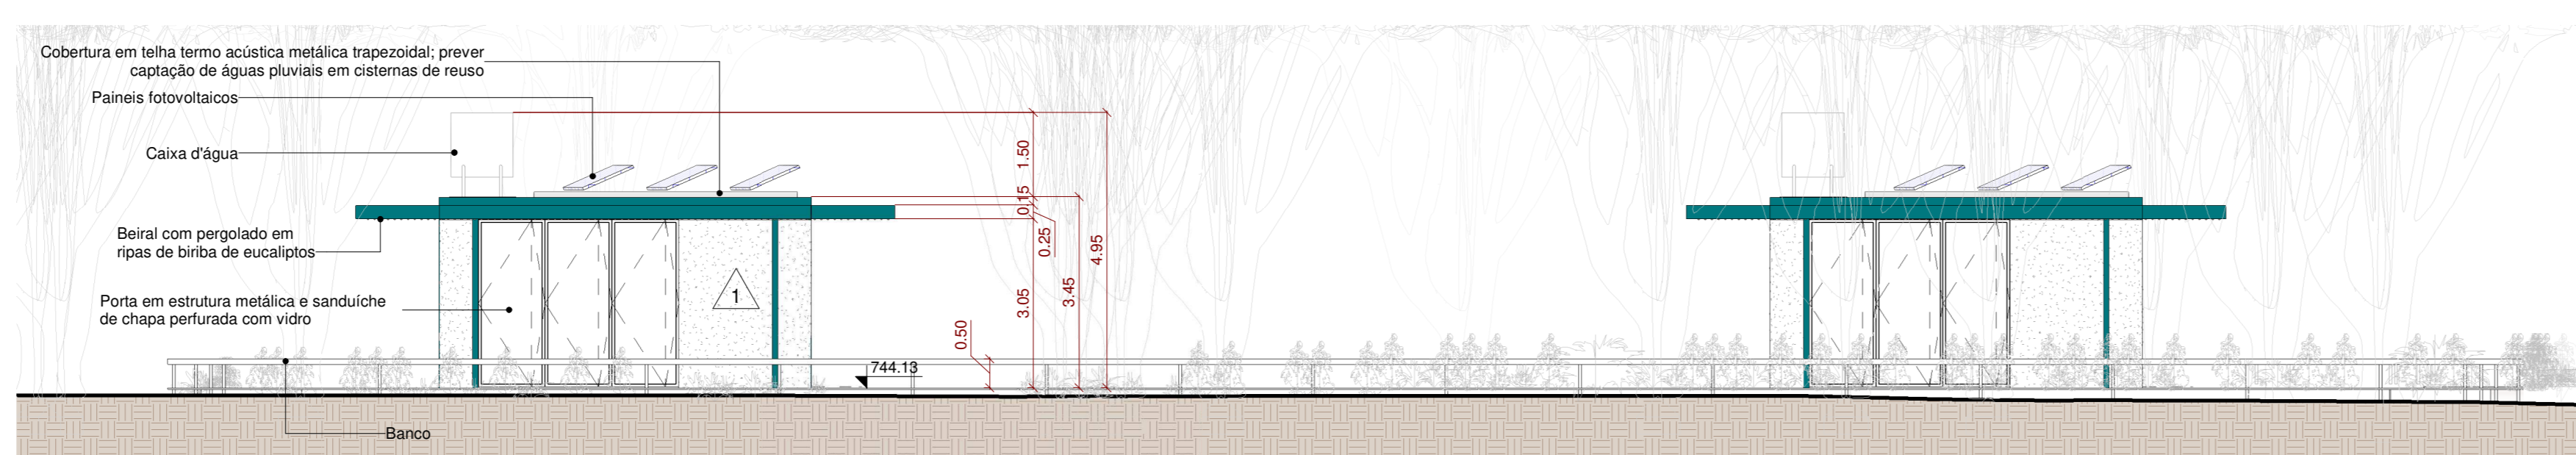 Cobertura em telha termo acústica metálica trapezoidal; prever
captação de águas pluviais em cisternas de reuso
Paineis fotovoltaicos
Caixa d'água
Beiral com pergolado em
ripas de biriba de eucaliptos
Porta em estrutura metálica e sanduíche
de chapa perfurada com vidro
Banco
1
744.13
0.50
1.50
0.15
0.25
3.05
3.45
4.95